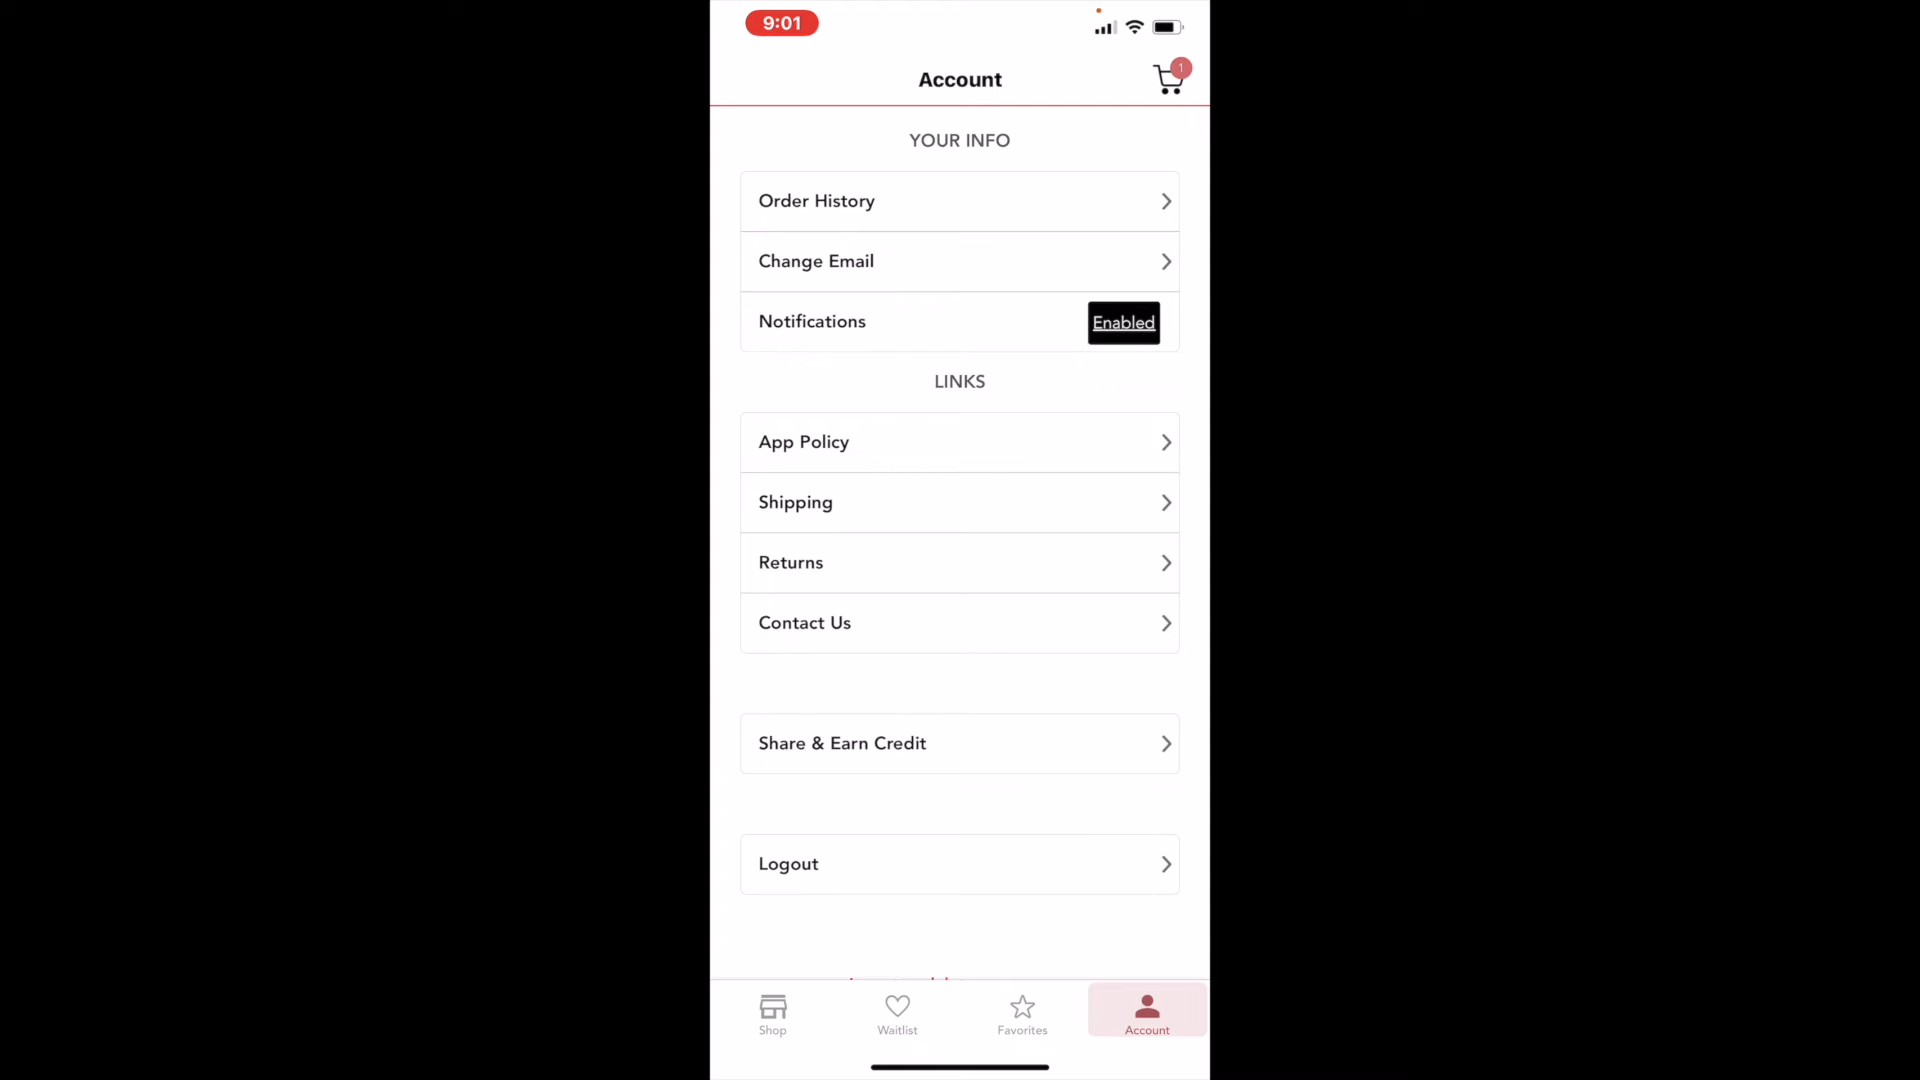 9:01
Account
1
YOUR INFO
Order History
Change Email
Notifications
Enabled
LINKS
App Policy
Shipping
Returns
Contact Us
Share & Earn Credit
Logout
Shop
Waitlist
Favorites
Account